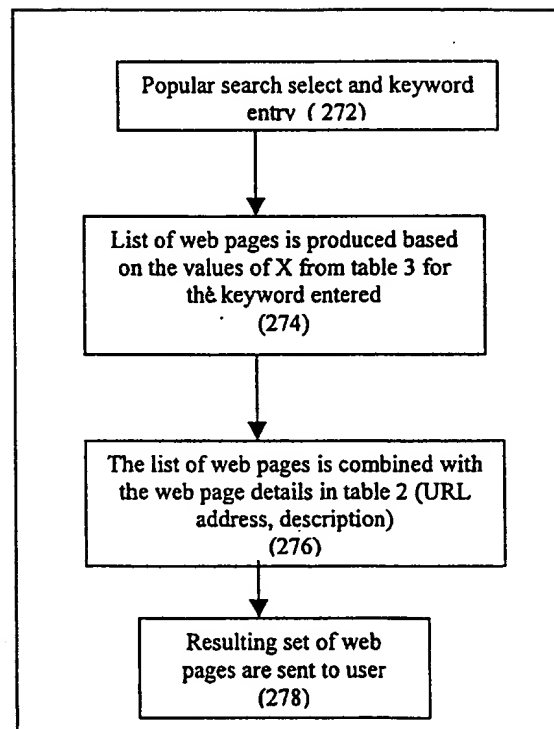 Popular search select and keyword
entry (272)
List of web pages is produced based
on the values of X from table 3 for
the keyword entered
(274)
The list of web pages is combined with
the web page details in table 2 (URL
address, description)
(276)
Resulting set of web
pages are sent to user
(278)